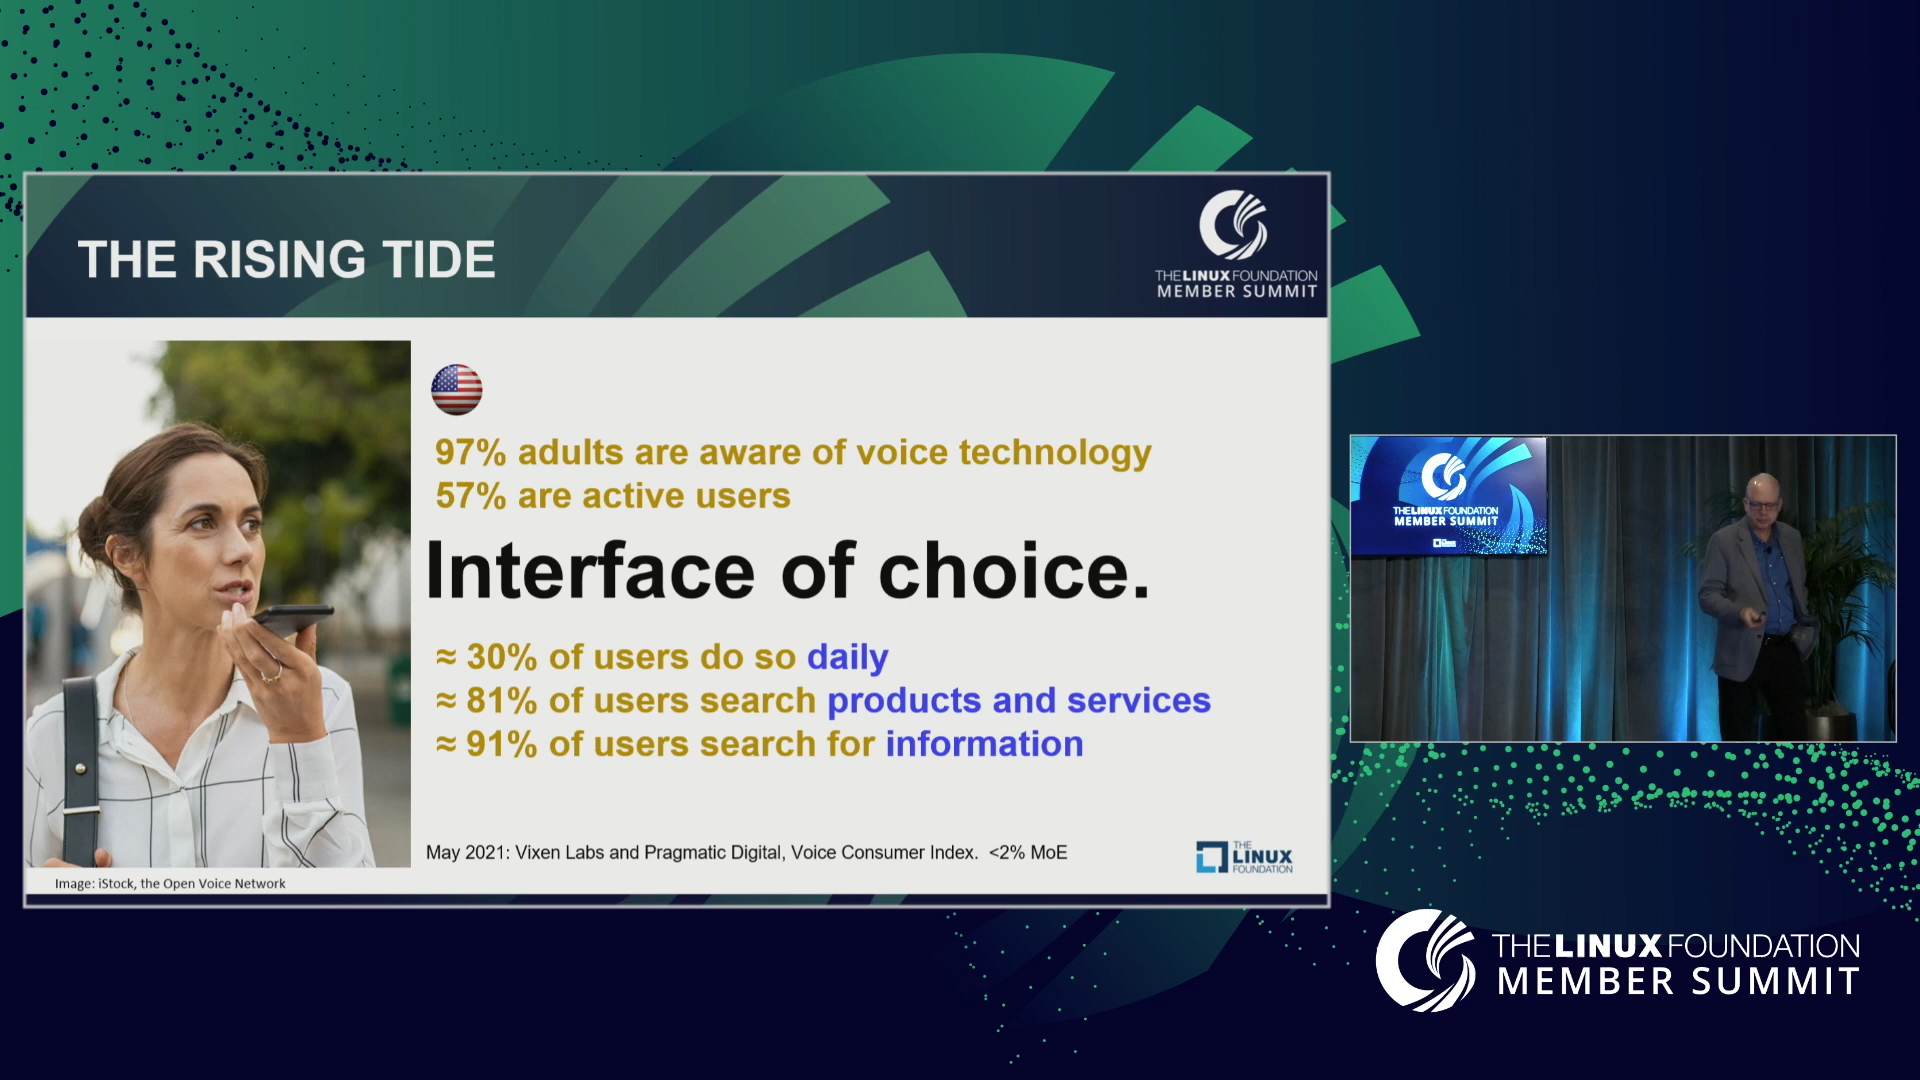 THE RISING TIDE
THE LINUX FOUNDATION
MEMBER SUMMIT
97% adults are aware of voice technology
57% are active users
Interface of choice.
≈ 30% of users do so daily
≈ 81% of users search products and services
≈ 91% of users search for information
May 2021: Vixen Labs and Pragmatic Digital, Voice Consumer Index. <2% MoE
THE
LINUX
FOUNDATION
Image: iStock, the Open Voice Network
THE LINUX FOUNDATION
MEMBER SUMMIT
THE LINUX FOUNDATION
MEMBER SUMMIT